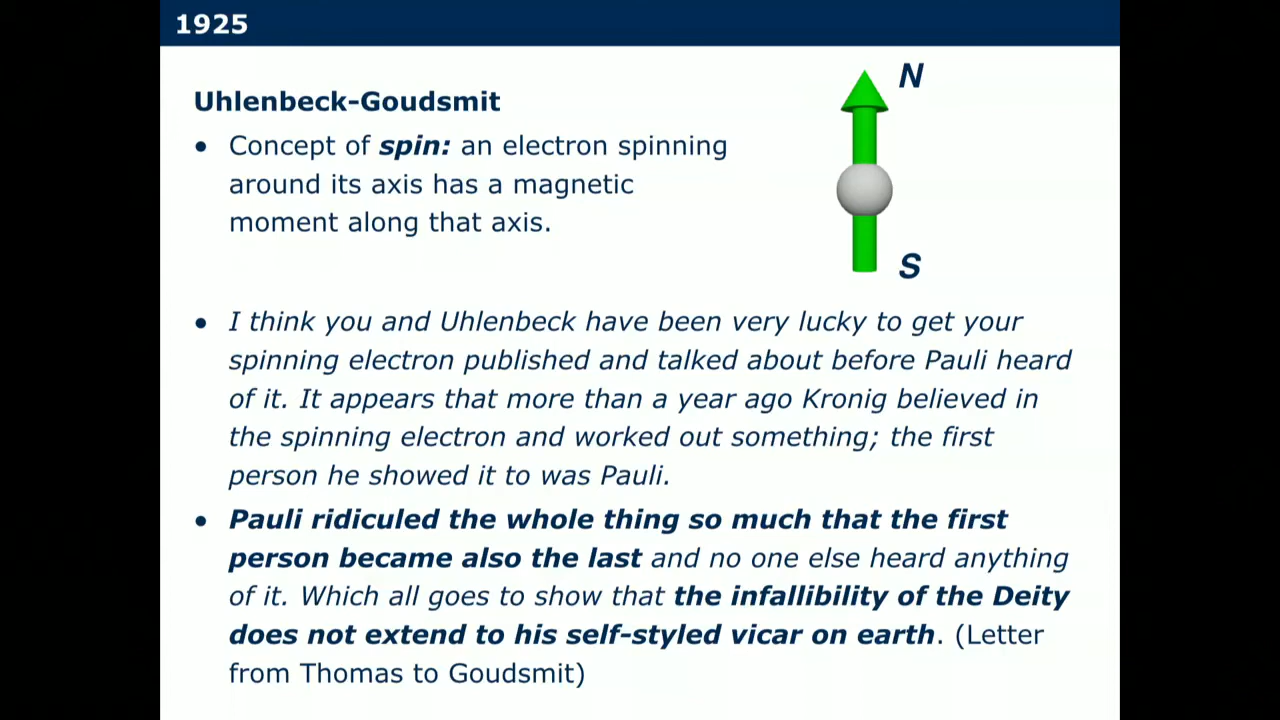 1925
N
Uhlenbeck-Goudsmit
• Concept of spin: an electron spinning
around its axis has a magnetic
moment along that axis.
S
• I think you and Uhlenbeck have been very lucky to get your
spinning electron published and talked about before Pauli heard
of it. It appears that more than a year ago Kronig believed in
the spinning electron and worked out something; the first
person he showed it to was Pauli.
• Pauli ridiculed the whole thing so much that the first
person became also the last and no one else heard anything
of it. Which all goes to show that the infallibility of the Deity
does not extend to his self-styled vicar on earth. (Letter
from Thomas to Goudsmit)